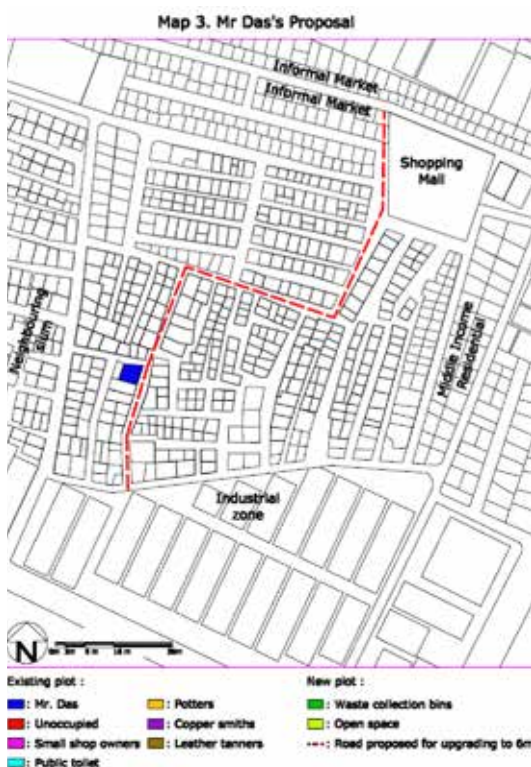 Map 3. Mr Das's Proposal
Informal Market
Informal Market
Shopping
Mall
Neighbouring
slum
Middle Income
Residential
Industrial
zone
N
Existing plot :
: Mr. Das
: Unoccupied
: Small shop owners
: Public toilet
: Potters
: Copper smiths
: Leather tanners
New plot :
: Waste collection bins
: Open space
: Road proposed for upgrading to 6m